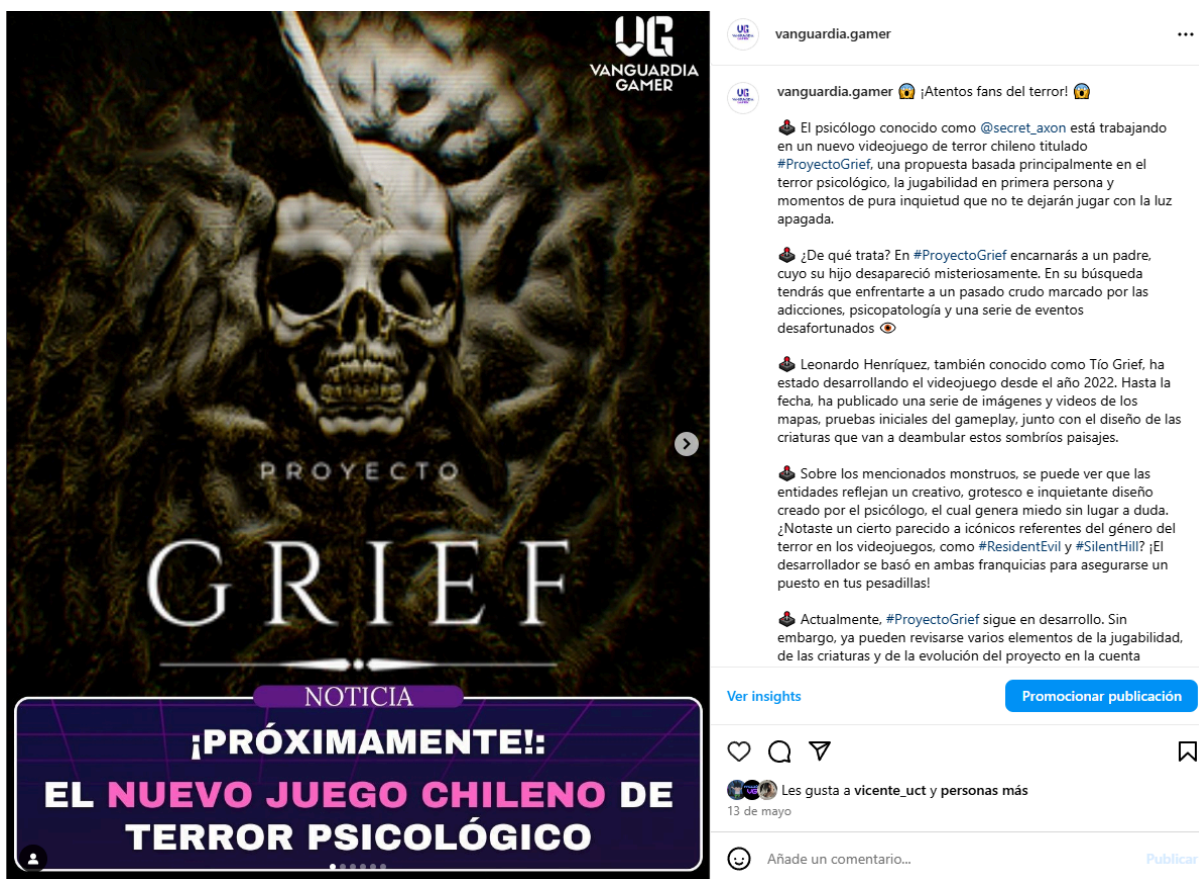 VG
VANGUARDIA
GAMER
PROYECTO
GRIEF
NOTICIA
¡PRÓXIMAMENTE!:
EL NUEVO JUEGO CHILENO DE
TERROR PSICOLÓGICO
vanguardia.gamer
vanguardia.gamer 😱 ¡Atentos fans del terror! 😱
🕹️ El psicólogo conocido como @secret_axon está trabajando
en un nuevo videojuego de terror chileno titulado
#ProyectoGrief, una propuesta basada principalmente en el
terror psicológico, la jugabilidad en primera persona y
momentos de pura inquietud que no te dejarán jugar con la luz
apagada.
🕹️ ¿De qué trata? En #ProyectoGrief encarnarás a un padre,
cuyo su hijo desapareció misteriosamente. En su búsqueda
tendrás que enfrentarte a un pasado crudo marcado por las
adicciones, psicopatología y una serie de eventos
desafortunados 👁️
🕹️ Leonardo Henríquez, también conocido como Tío Grief, ha
estado desarrollando el videojuego desde el año 2022. Hasta la
fecha, ha publicado una serie de imágenes y videos de los
mapas, pruebas iniciales del gameplay, junto con el diseño de las
criaturas que van a deambular estos sombríos paisajes.
🕹️ Sobre los mencionados monstruos, se puede ver que las
entidades reflejan un creativo, grotesco e inquietante diseño
creado por el psicólogo, el cual genera miedo sin lugar a duda.
¿Notaste un cierto parecido a icónicos referentes del género del
terror en los videojuegos, como #ResidentEvil y #SilentHill? ¡El
desarrollador se basó en ambas franquicias para asegurarse un
puesto en tus pesadillas!
🕹️ Actualmente, #ProyectoGrief sigue en desarrollo. Sin
embargo, ya pueden revisarse varios elementos de la jugabilidad,
de las criaturas y de la evolución del proyecto en la cuenta
Ver insights
Promocionar publicación
Les gusta a vicente_uct y personas más
13 de mayo
Añade un comentario...
Publicar